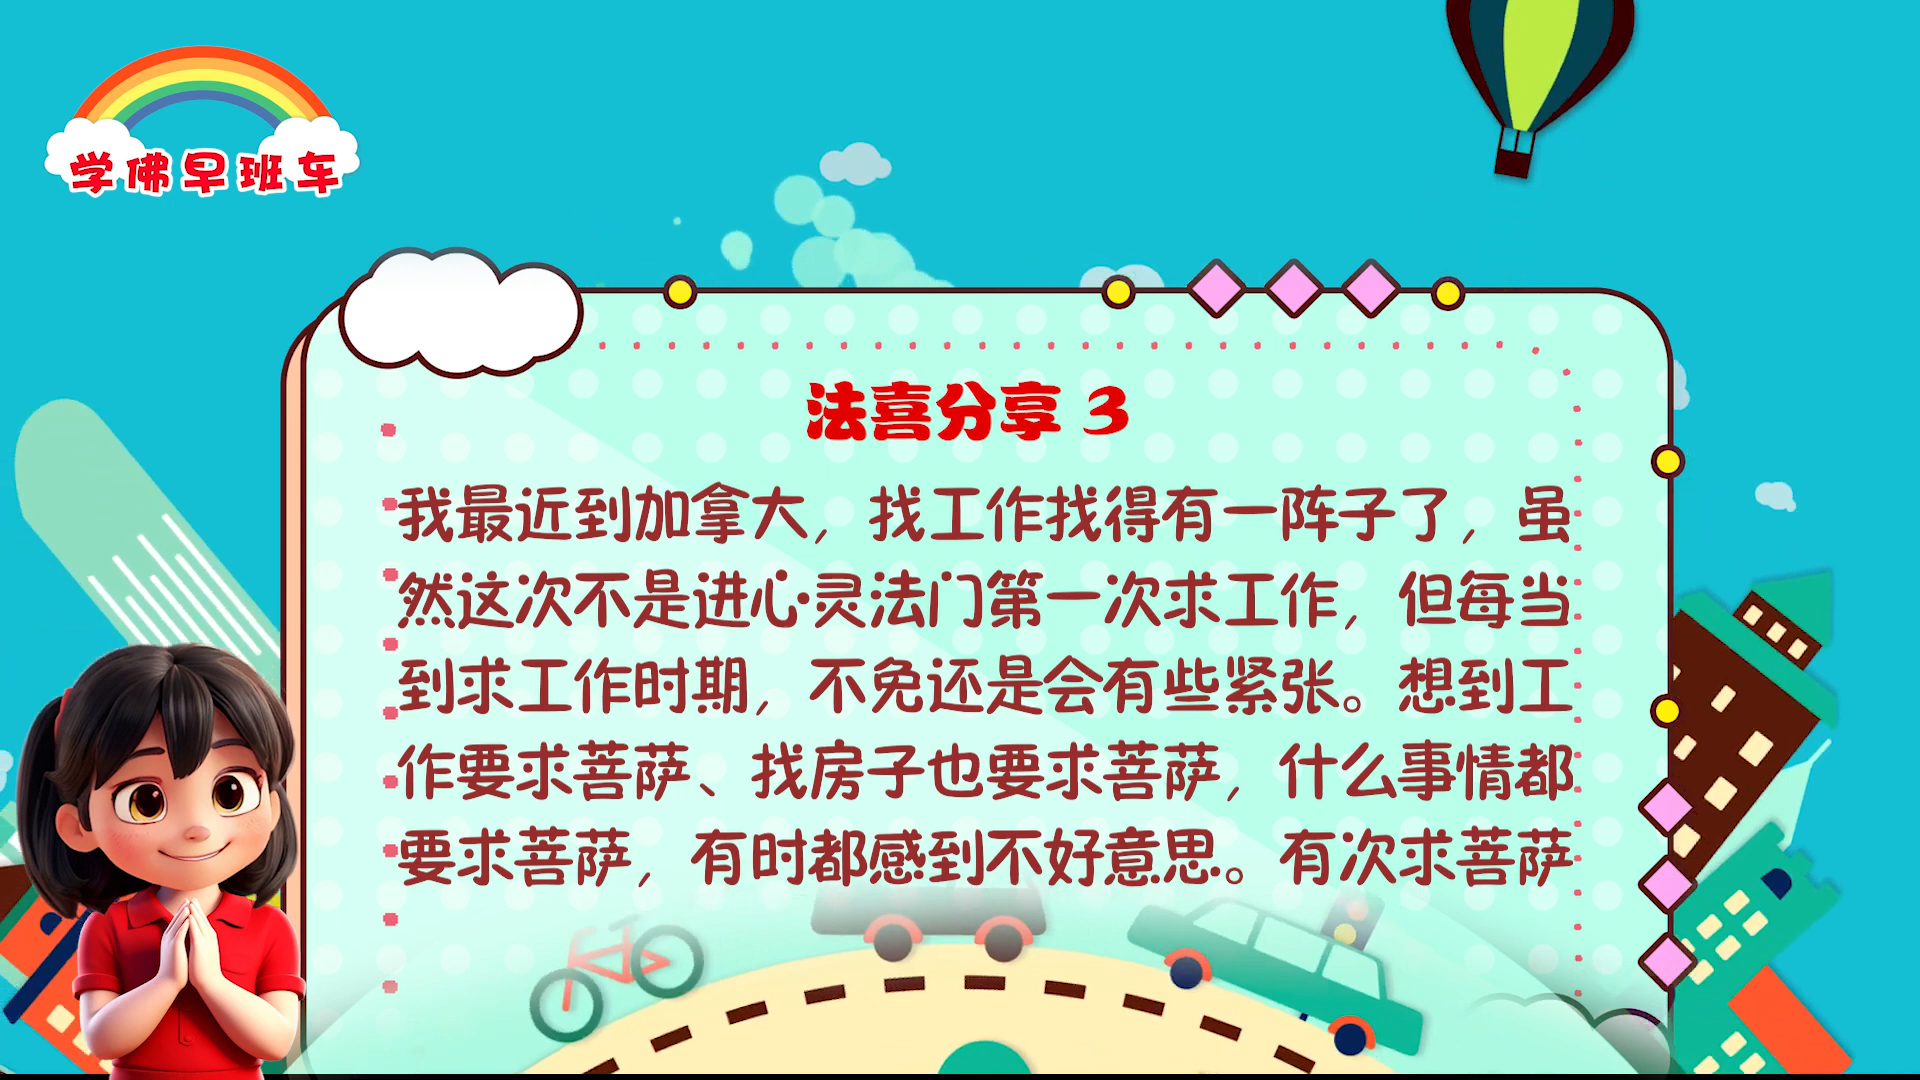 学佛早班车
法喜分享 3
我最近到加拿大，找工作找得有一阵子了，虽
然这次不是进心灵法门第一次求工作，但每当
到求工作时期，不免还是会有些紧张。想到工
作要求菩萨、找房子也要求菩萨，什么事情都
要求菩萨，有时都感到不好意思。有次求菩萨